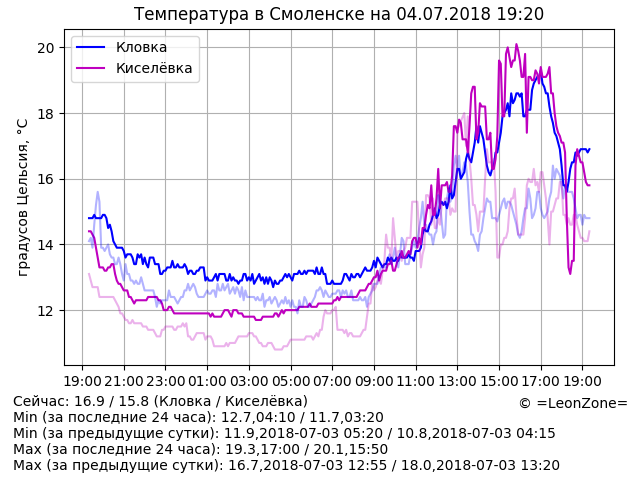 Температура в Смоленске на 04.07.2018 19:20
Кловка
Киселёвка
градусов Цельсия, °C
20
18
16
14
12
19:00 21:00 23:00 01:00 03:00 05:00 07:00 09:00 11:00 13:00 15:00 17:00 19:00
Сейчас: 16.9 / 15.8 (Кловка / Киселёвка)
© =LeonZone=
Min (за последние 24 часа): 12.7,04:10 / 11.7,03:20
Min (за предыдущие сутки): 11.9,2018-07-03 05:20 / 10.8,2018-07-03 04:15
Max (за последние 24 часа): 19.3,17:00 / 20.1,15:50
Max (за предыдущие сутки): 16.7,2018-07-03 12:55 / 18.0,2018-07-03 13:20